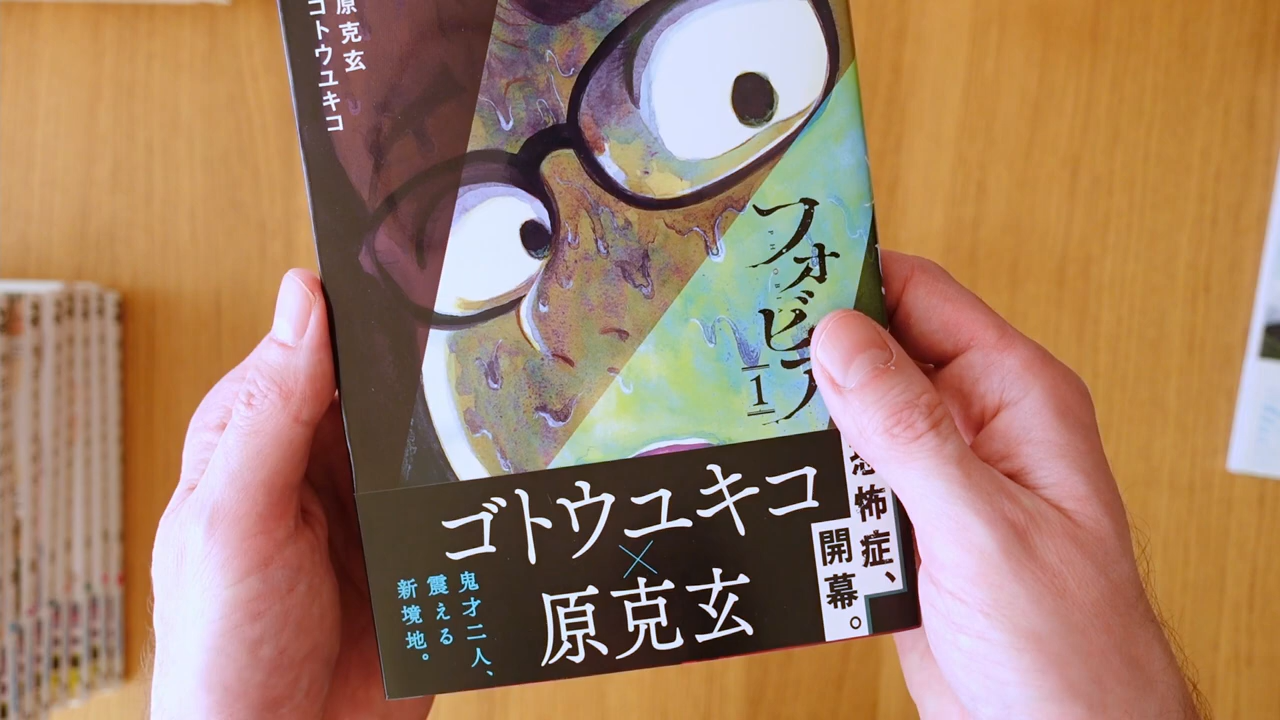 原克玄
ゴトウユキコ
フォビア
PHOB
1
恐怖症、
開幕。
ゴトウユキコ
×
原克玄
鬼才二人、
震える
新境地。